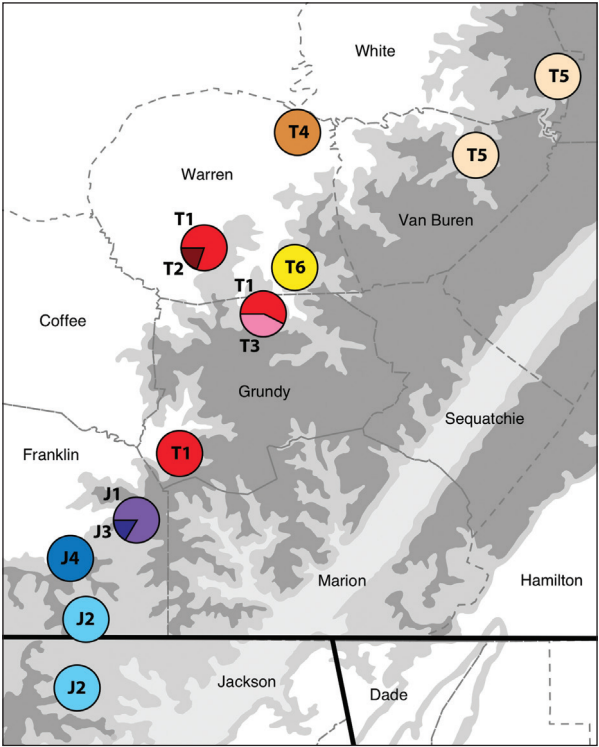 White
T5
T4
T5
Warren
Van Buren
T1
T2
T6
T1
Coffee
T3
Grundy
Sequatchie
Franklin
T1
J1
J3
J4
Marion
Hamilton
J2
Jackson
J2
Dade